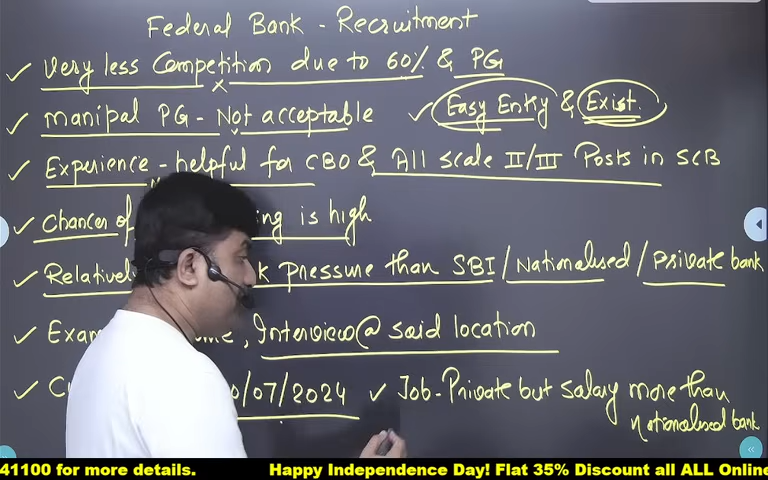 Federal Bank - Recruitment
Very less Competition due to 60% & PG
Manipal PG - Not acceptable Easy Entry & Exist.
Experience - helpful for CBO & All scale II/III Posts in SCB
Chances of ing is high
Relatively k pressure than SBI / Nationalised / Private bank
Exam me, Interview@ said location
C 0/07/2024 Job - Private but salary more than
nationalised bank
41100 for more details. Happy Independence Day! Flat 35% Discount all ALL Online